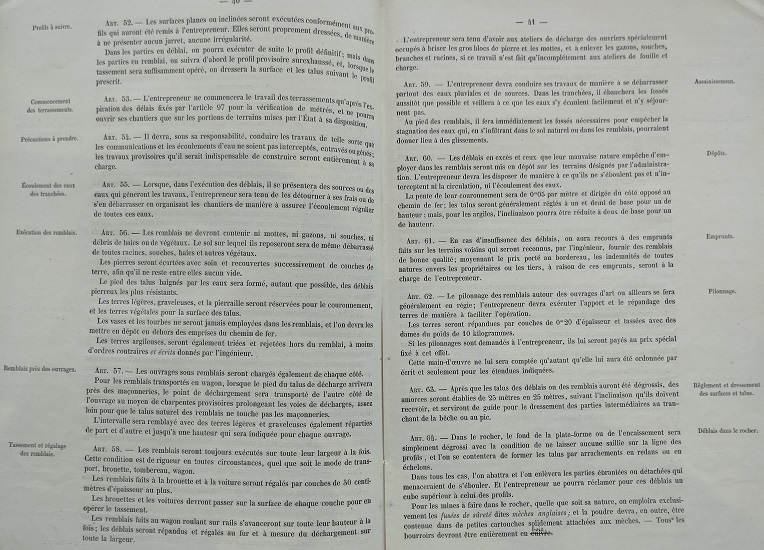 — 40 —
Profils à suivre.
ART. 52. — Les surfaces planes ou inclinées seront exécutées conformément aux pro-
fils qui auront été remis à l'entrepreneur. Elles seront proprement dressées, de manière
à ne présenter aucun jarret, aucune irrégularité.
Dans les parties en déblai, on pourra exécuter de suite le profil définitif; mais dans
les parties en remblai, on suivra d'abord le profil provisoire surexhaussé, et, lorsque le
tassement sera suffisamment opéré, on dressera la surface et les talus suivant le profil
prescrit.
Commencement
des terrassements.
ART. 53. — L'entrepreneur ne commencera le travail des terrassements qu'après l'ex-
piration des délais fixés par l'article 97 pour la vérification de métrés, et ne pourra
ouvrir ses chantiers que sur les portions de terrains mises par l'État à sa disposition.
Précautions à prendre.
ART. 54. — Il devra, sous sa responsabilité, conduire les travaux de telle sorte que
les communications et les écoulements d'eau ne soient pas interceptés, entravés ou gênés;
les travaux provisoires qu'il serait indispensable de construire seront entièrement à sa
charge.
Écoulement des eaux
des tranchées.
ART. 55. — Lorsque, dans l'exécution des déblais, il se présentera des sources ou des
eaux qui gêneront les travaux, l'entrepreneur sera tenu de les détourner à ses frais ou de
s'en débarrasser en organisant les chantiers de manière à assurer l'écoulement régulier
de toutes ces eaux.
Exécution des remblais.
ART. 56. — Les remblais ne devront contenir ni mottes, ni gazons, ni souches, ni
débris de haies ou de végétaux. Le sol sur lequel ils reposeront sera de même débarrassé
de toutes racines, souches, haies et autres végétaux.
Les pierres seront écartées avec soin et recouvertes successivement de couches de
terre, afin qu'il ne reste entre elles aucun vide.
Le pied des talus baignés par les eaux sera formé, autant que possible, des déblais
pierreux les plus résistants.
Les terres légères, graveleuses, et la pierraille seront réservées pour le couronnement,
et les terres végétales pour la surface des talus.
Les vases et les tourbes ne seront jamais employées dans les remblais, et l'on devra les
mettre en dépôt en dehors des emprises du chemin de fer.
Les terres argileuses, seront également triées et rejetées hors du remblai, à moins
d'ordres contraires et écrits donnés par l'ingénieur.
Remblais près des ouvrages.
ART. 57. — Les ouvrages sous remblais seront chargés également de chaque côté.
Pour les remblais transportés en wagon, lorsque le pied du talus de décharge arrivera
près des maçonneries, le point de déchargement sera transporté de l'autre côté de
l'ouvrage au moyen de charpentes provisoires prolongeant les voies de décharges, assez
loin pour que le talus naturel des remblais ne touche pas les maçonneries.
L'intervalle sera remblayé avec des terres légères et graveleuses également réparties
de part et d'autre et jusqu'à une hauteur qui sera indiquée pour chaque ouvrage.
Tassement et régalage
des remblais.
ART. 58. — Les remblais seront toujours exécutés sur toute leur largeur à la fois.
Cette condition est de rigueur en toutes circonstances, quel que soit le mode de trans-
port, brouette, tombereau, wagon.
Les remblais faits à la brouette et à la voiture seront régalés par couches de 50 centi-
mètres d'épaisseur au plus.
Les brouettes et les voitures devront passer sur la surface de chaque couche pour en
opérer le tassement.
Les remblais faits au wagon roulant sur rails s'avanceront sur toute leur hauteur à la
fois; les déblais seront répandus et régalés au fur et à mesure du déchargement sur
toute la largeur.
— 41 —
L'entrepreneur sera tenu d'avoir aux ateliers de décharge des ouvriers spécialement
occupés à briser les gros blocs de pierre et les mottes, et à enlever les gazons, souches,
branches et racines, si ce travail n'est fait qu'incomplètement aux ateliers de fouille et
charge.
Assainissement.
ART. 59. — L'entrepreneur devra conduire ses travaux de manière à se débarrasser
partout des eaux pluviales et de sources. Dans les tranchées, il ébauchera les fossés
aussitôt que possible et veillera à ce que les eaux s'y écoulent facilement et n'y séjour-
nent pas.
Au pied des remblais, il fera immédiatement les fossés nécessaires pour empêcher la
stagnation des eaux qui, en s'infiltrant dans le sol naturel ou dans les remblais, pourraient
donner lieu à des glissements.
Dépôts.
ART. 60. — Les déblais en excès et ceux que leur mauvaise nature empêche d'em-
ployer dans les remblais seront mis en dépôt sur les terrains désignés par l'administra-
tion. L'entrepreneur devra les disposer de manière à ce qu'ils ne s'éboulent pas et n'in-
terceptent ni la circulation, ni l'écoulement des eaux.
La pente de leur couronnement sera de 0m05 par mètre et dirigée du côté opposé au
chemin de fer; les talus seront généralement réglés à un et demi de base pour un de
hauteur; mais, pour les argiles, l'inclinaison pourra être réduite à deux de base pour un
de hauteur.
Emprunts.
ART. 61. — En cas d'insuffisance des déblais, on aura recours à des emprunts
faits sur les terrains voisins qui seront reconnus, par l'ingénieur, fournir des remblais
de bonne qualité; moyennant le prix porté au bordereau, les indemnités de toutes
natures envers les propriétaires ou les tiers, à raison de ces emprunts, seront à la
charge de l'entrepreneur.
Pilonnage.
ART. 62. — Le pilonnage des remblais autour des ouvrages d'art ou ailleurs se fera
généralement en régie; l'entrepreneur devra exécuter l'apport et le répandage des
terres de manière à faciliter l'opération.
Les terres seront répandues par couches de 0m20 d'épaisseur et tassées avec des
dames du poids de 10 kilogrammes.
Si les pilonnages sont demandés à l'entrepreneur, ils lui seront payés au prix spécial
fixé à cet effet.
Cette main-d'œuvre ne lui sera comptée qu'autant qu'elle lui aura été ordonnée par
écrit et seulement pour les étendues indiquées.
Règlement et dressement
des surfaces et talus.
ART. 63. — Après que les talus des déblais ou des remblais auront été dégrossis, des
amorces seront établies de 25 mètres en 25 mètres, suivant l'inclinaison qu'ils doivent
recevoir, et serviront de guide pour le dressement des parties intermédiaires au tran-
chant de la bêche ou au pic.
Déblais dans le rocher.
ART. 64. — Dans le rocher, le fond de la plate-forme ou de l'encaissement sera
simplement dégrossi avec la condition de ne laisser aucune saillie sur la ligne des
profils, et l'on se contentera de former les talus par arrachements en redans ou en
échelons.
Dans tous les cas, l'on abattra et l'on enlèvera les parties ébranlées ou détachées qui
menaceraient de s'ébouler. Et l'entrepreneur ne pourra réclamer pour ces déblais un
cube supérieur à celui des profils.
Pour les mines à faire dans le rocher, quelle que soit sa nature, on emploira exclusi-
vement les fusées de sûreté dites mèches anglaises; et la poudre devra, en outre, être
contenue dans de petites cartouches solidement attachées aux mèches. — Tous les
bourroirs devront être entièrement en cuivre.